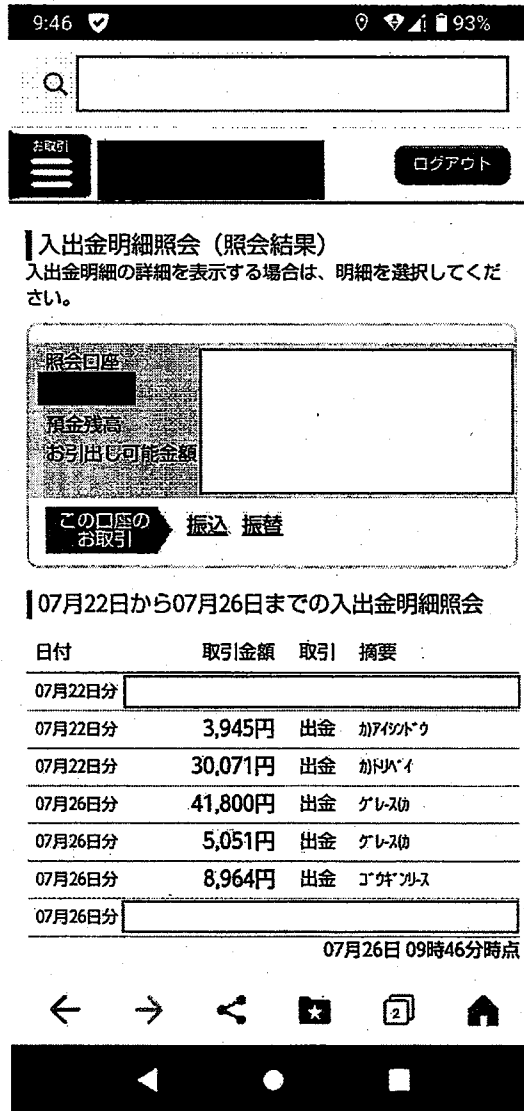 9:46 93%
お取引
ログアウト
入出金明細照会（照会結果）
入出金明細の詳細を表示する場合は、明細を選択してくだ
さい。
照会口座
預金残高
お引出し可能金額
この口座の
お取引
振込 振替
07月22日から07月26日までの入出金明細照会
日付 取引金額 取引 摘要
07月22日分
07月22日分 3,945円 出金 ｶ)ｱｲｼﾝﾄﾞｳ
07月22日分 30,071円 出金 ｶ)ﾄﾘﾊﾞｲ
07月26日分 41,800円 出金 ｸﾞﾚｰｽ(ｶ
07月26日分 5,051円 出金 ｸﾞﾚｰｽ(ｶ
07月26日分 8,964円 出金 ｺﾞｳｷﾞﾝﾘｰｽ
07月26日分
07月26日 09時46分時点
2